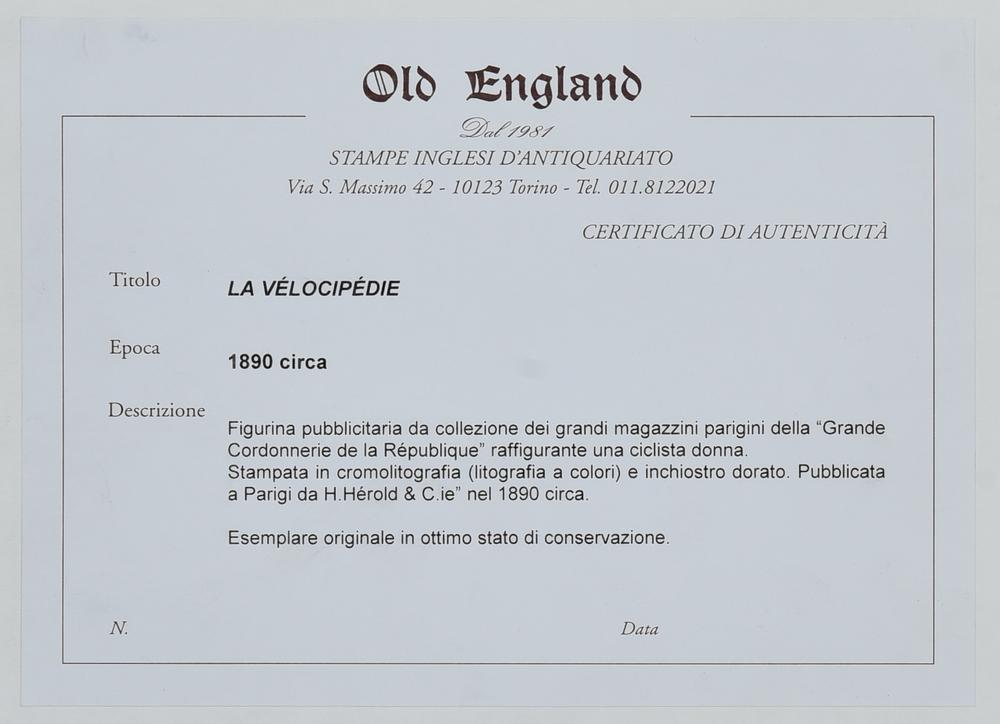 Old England
Dal 1981
STAMPE INGLESI D'ANTIQUARIATO
Via S. Massimo 42 - 10123 Torino - Tel. 011.8122021
CERTIFICATO DI AUTENTICITÀ
Titolo
LA VÉLOCIPÉDIE
Epoca
1890 circa
Descrizione
Figurina pubblicitaria da collezione dei grandi magazzini parigini della “Grande
Cordonnerie de la République” raffigurante una ciclista donna.
Stampata in cromolitografia (litografia a colori) e inchiostro dorato. Pubblicata
a Parigi da H.Hérold & C.ie” nel 1890 circa.
Esemplare originale in ottimo stato di conservazione.
N.
Data